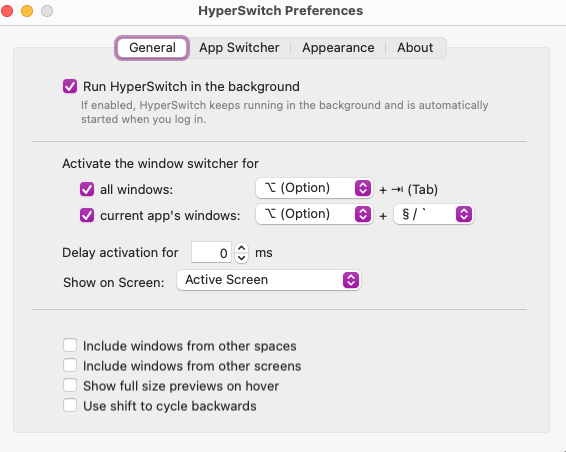 HyperSwitch Preferences
General App Switcher Appearance About
Run HyperSwitch in the background
If enabled, HyperSwitch keeps running in the background and is automatically
started when you log in.
Activate the window switcher for
all windows: ⌥ (Option) + ⇥ (Tab)
current app's windows: ⌥ (Option) + § / `
Delay activation for 0 ms
Show on Screen: Active Screen
Include windows from other spaces
Include windows from other screens
Show full size previews on hover
Use shift to cycle backwards